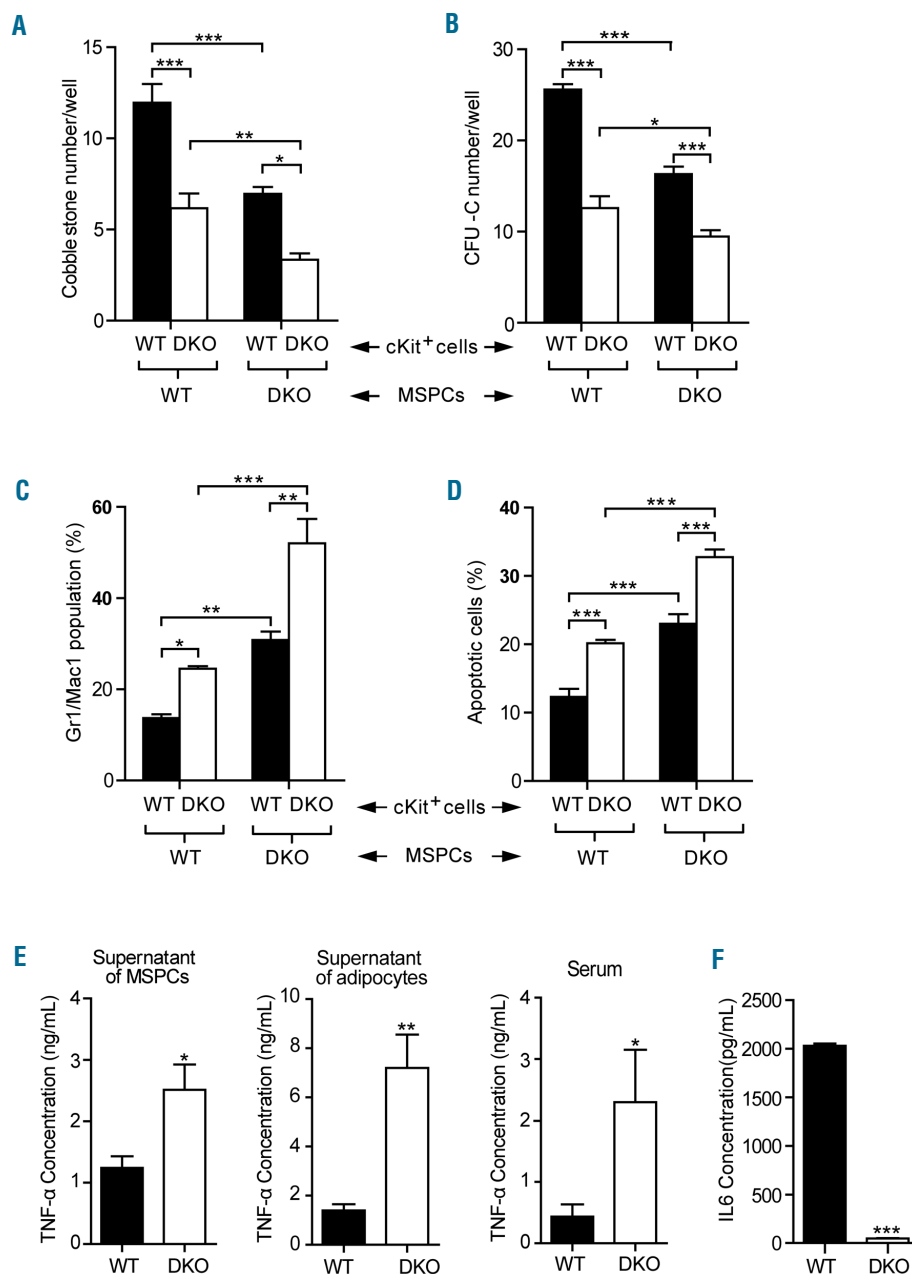 A
Cobble stone number/well
15
10
5
0
***
***
**
*
WT DKO WT DKO
WT DKO
B
CFU -C number/well
30
20
10
0
***
***
*
***
WT DKO WT DKO
WT DKO
cKit+ cells
MSPCs
C
Gr1/Mac1 population (%)
60
40
20
0
***
**
**
*
WT DKO WT DKO
WT DKO
D
Apoptotic cells (%)
40
30
20
10
0
***
***
***
***
WT DKO WT DKO
WT DKO
cKit+ cells
MSPCs
E
Supernatant
of MSPCs
TNF-α Concentration (ng/mL)
4
3
2
1
0
*
WT DKO
Supernatant
of adipocytes
TNF-α Concentration (ng/mL)
10
8
6
4
2
0
**
WT DKO
Serum
TNF-α Concentration (ng/mL)
4
3
2
1
0
*
WT DKO
F
IL6 Concentration(pg/mL)
2500
2000
1500
1000
500
0
***
WT DKO